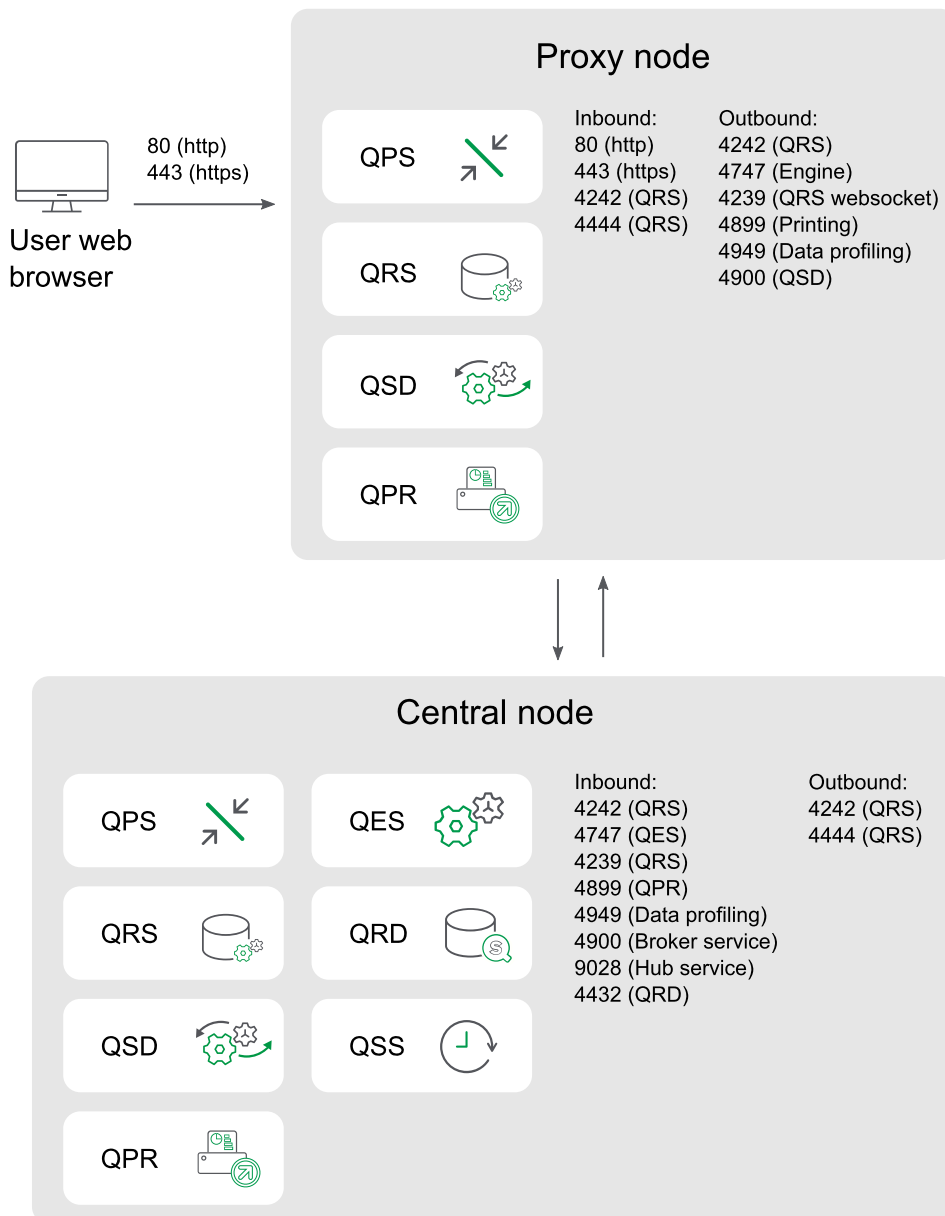 Proxy node
80 (http)
443 (https)
User web
browser
QPS
QRS
QSD
QPR
Inbound:
80 (http)
443 (https)
4242 (QRS)
4444 (QRS)
Outbound:
4242 (QRS)
4747 (Engine)
4239 (QRS websocket)
4899 (Printing)
4949 (Data profiling)
4900 (QSD)
Central node
QPS
QES
QRS
QRD
S
QSD
QSS
QPR
Inbound:
4242 (QRS)
4747 (QES)
4239 (QRS)
4899 (QPR)
4949 (Data profiling)
4900 (Broker service)
9028 (Hub service)
4432 (QRD)
Outbound:
4242 (QRS)
4444 (QRS)